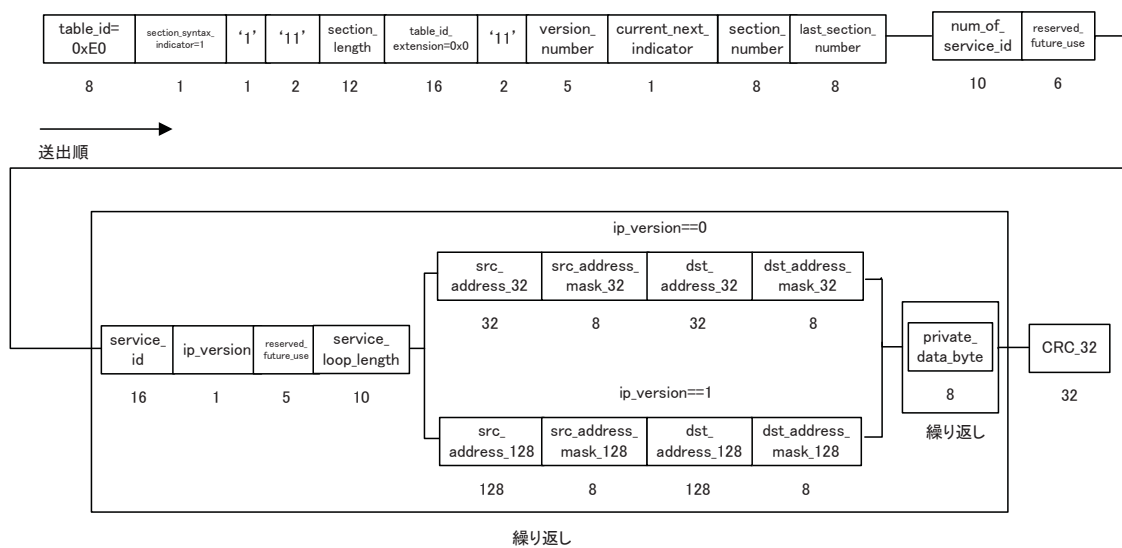 table_id=
0xE0
section_syntax_
indicator=1
‘1’
‘11’
section_
length
table_id_
extension=0x0
‘11’
version_
number
current_next_
indicator
section_
number
last_section_
number
num_of_
service_id
reserved_
future_use
8
1
1
2
12
16
2
5
1
8
8
10
6
送出順
ip_version==0
src_
address_32
src_address_
mask_32
dst_
address_32
dst_address_
mask_32
32
8
32
8
service_
id
ip_version
reserved_
future_use
service_
loop_length
16
1
5
10
private_
data_byte
8
繰り返し
CRC_32
32
ip_version==1
src_
address_128
src_address_
mask_128
dst_
address_128
dst_address_
mask_128
128
8
128
8
繰り返し